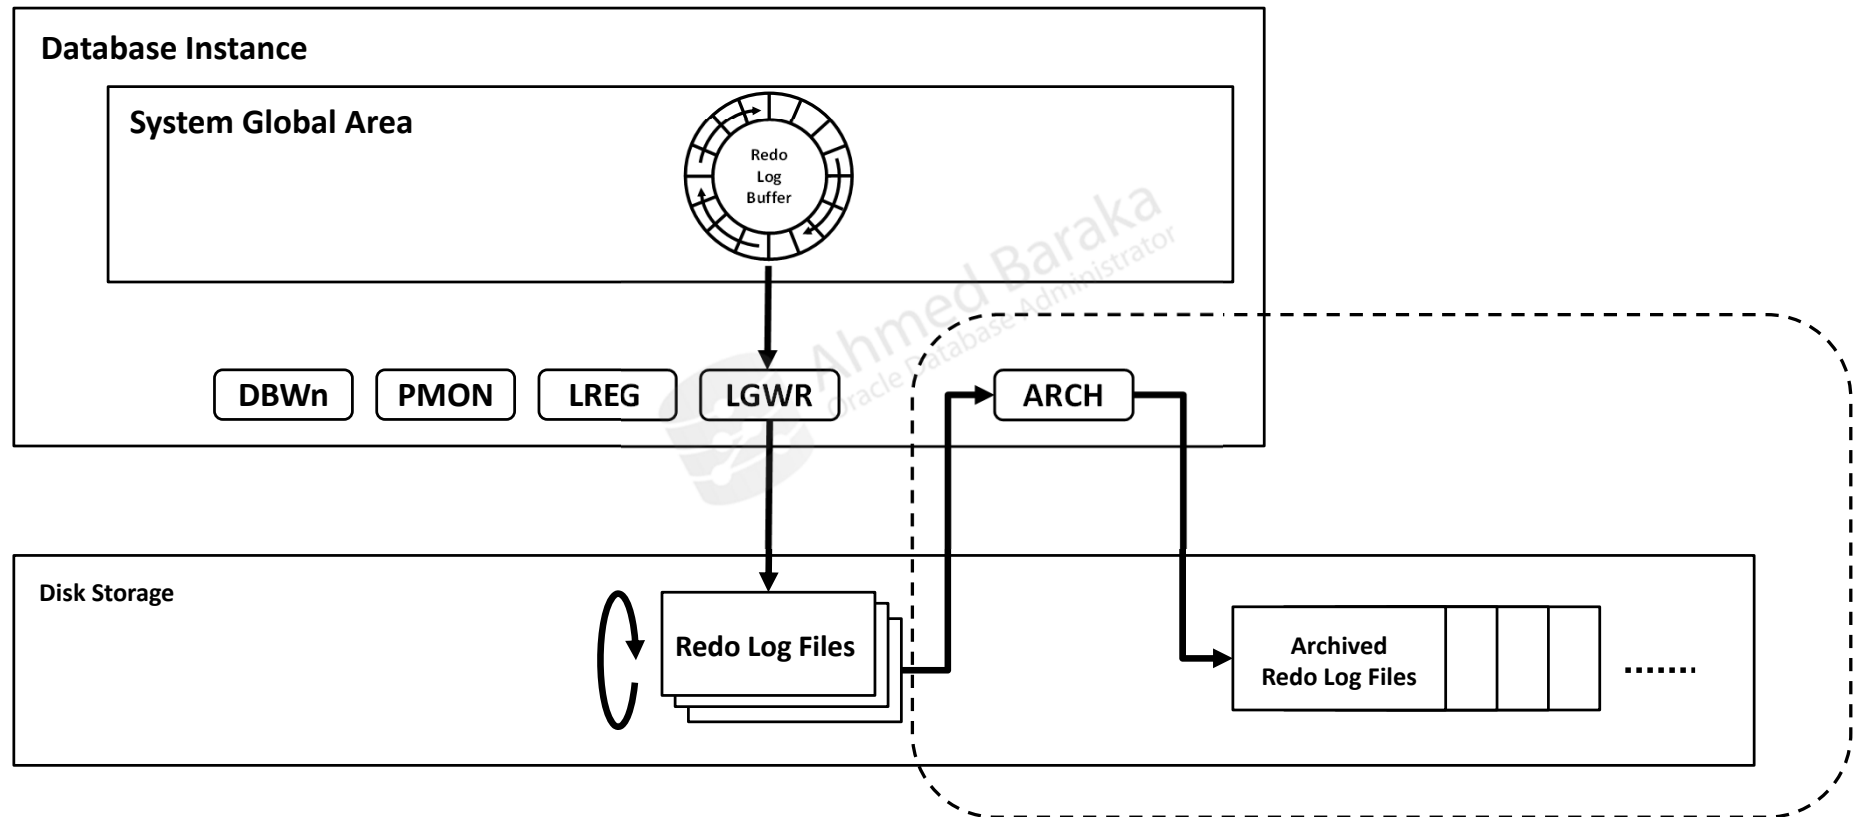 Database Instance
System Global Area
Redo
Log
Buffer
Ahmed Baraka
Oracle Database Administrator
DBWn
PMON
LREG
LGWR
ARCH
Disk Storage
Redo Log Files
Archived
Redo Log Files
........